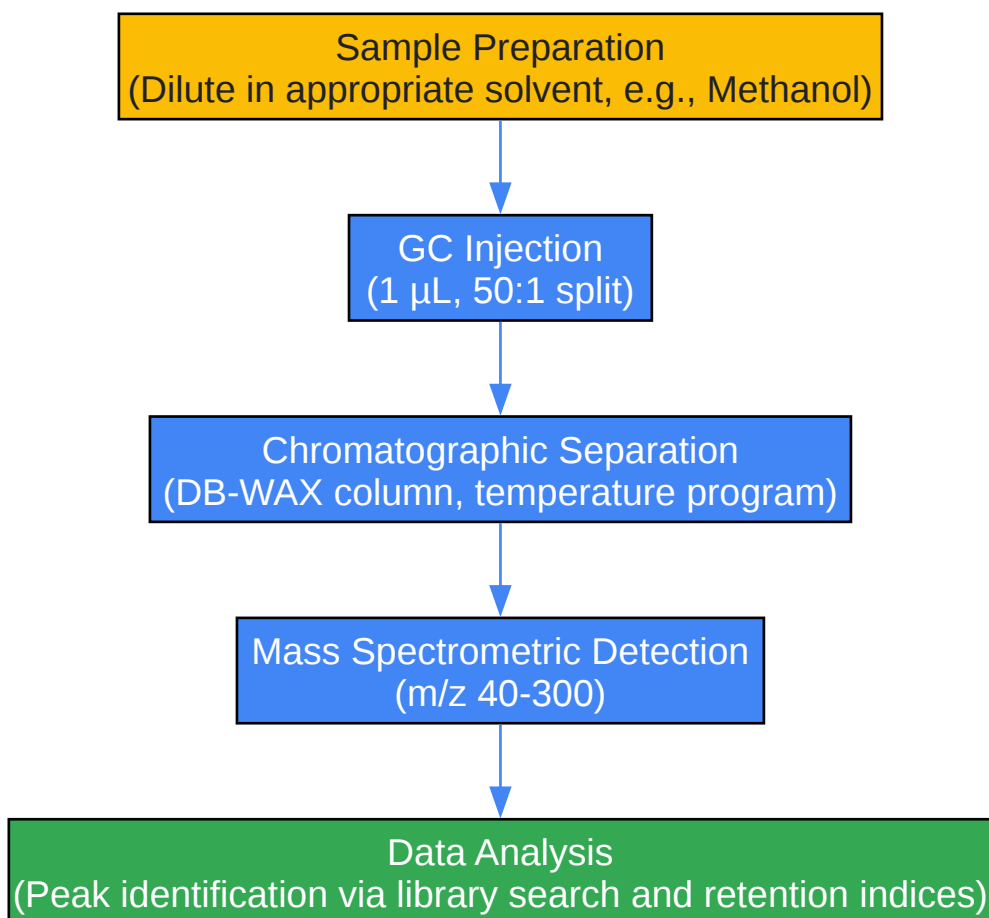 Sample Preparation
(Dilute in appropriate solvent, e.g., Methanol)
GC Injection
(1 µL, 50:1 split)
Chromatographic Separation
(DB-WAX column, temperature program)
Mass Spectrometric Detection
(m/z 40-300)
Data Analysis
(Peak identification via library search and retention indices)